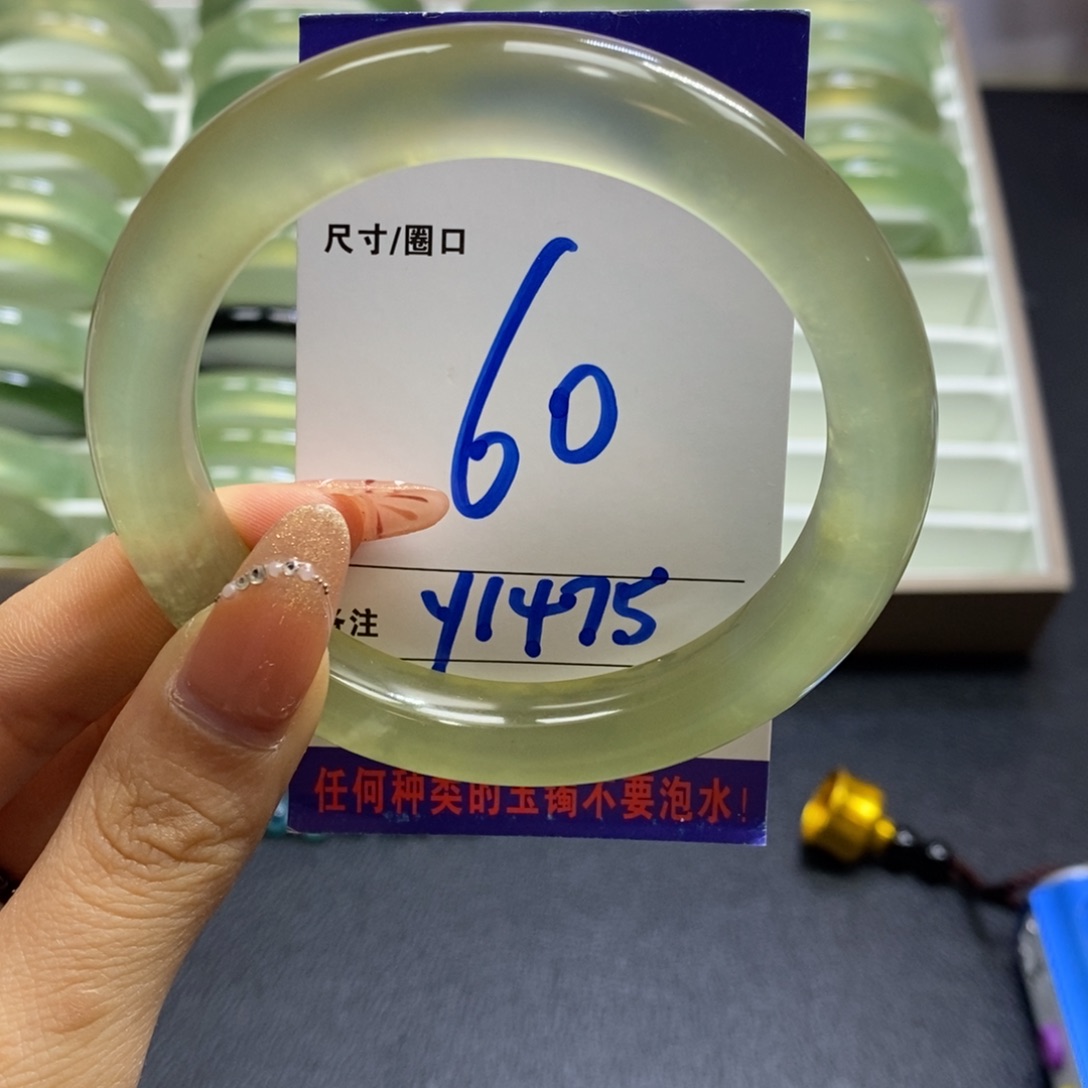 尺寸/圈口
60
注 y1475
任何种类的玉镯不要泡水!